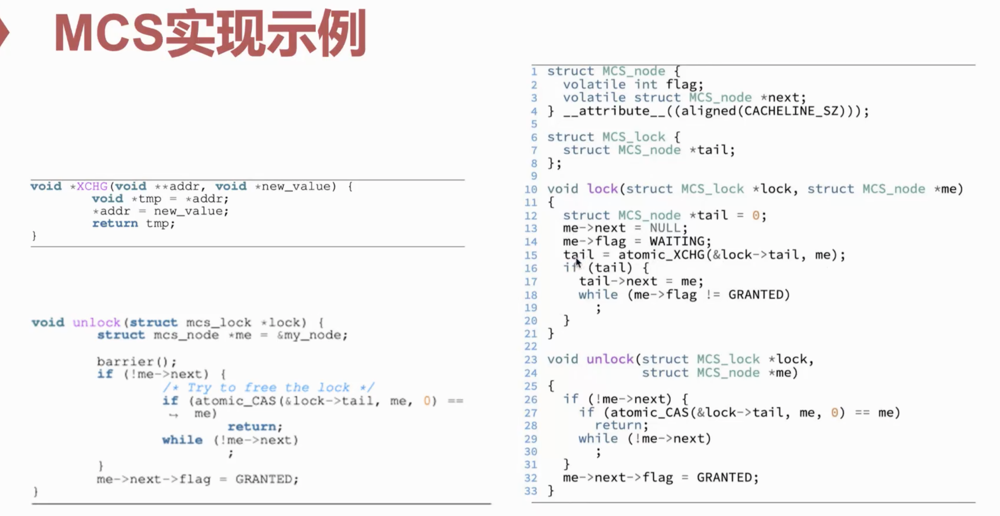 MCS实现示例
void *XCHG(void **addr, void *new_value) {
void *tmp = *addr;
*addr = new_value;
return tmp;
}
void unlock(struct mcs_lock *lock) {
struct mcs_node *me = &my_node;
barrier();
if (!me->next) {
/* Try to free the lock */
if (atomic_CAS(&lock->tail, me, 0) ==
↪ me)
return;
while (!me->next)
;
}
me->next->flag = GRANTED;
}
1 struct MCS_node {
2 volatile int flag;
3 volatile struct MCS_node *next;
4 } __attribute__((aligned(CACHELINE_SZ)));
5
6 struct MCS_lock {
7 struct MCS_node *tail;
8 };
9
10 void lock(struct MCS_lock *lock, struct MCS_node *me)
11 {
12 struct MCS_node *tail = 0;
13 me->next = NULL;
14 me->flag = WAITING;
15 tail = atomic_XCHG(&lock->tail, me);
16 if (tail) {
17 tail->next = me;
18 while (me->flag != GRANTED)
19 ;
20 }
21 }
22
23 void unlock(struct MCS_lock *lock,
24 struct MCS_node *me)
25 {
26 if (!me->next) {
27 if (atomic_CAS(&lock->tail, me, 0) == me)
28 return;
29 while (!me->next)
30 ;
31 }
32 me->next->flag = GRANTED;
33 }